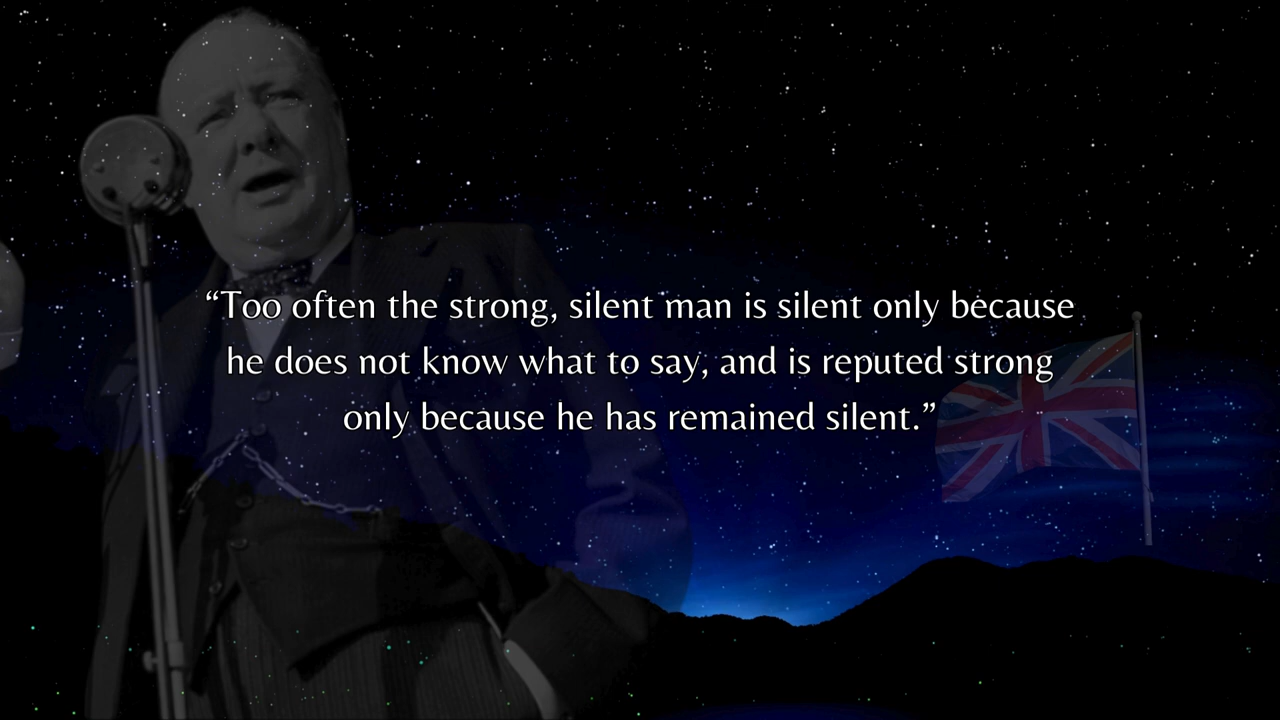 “Too often the strong, silent man is silent only because
he does not know what to say, and is reputed strong
only because he has remained silent.”